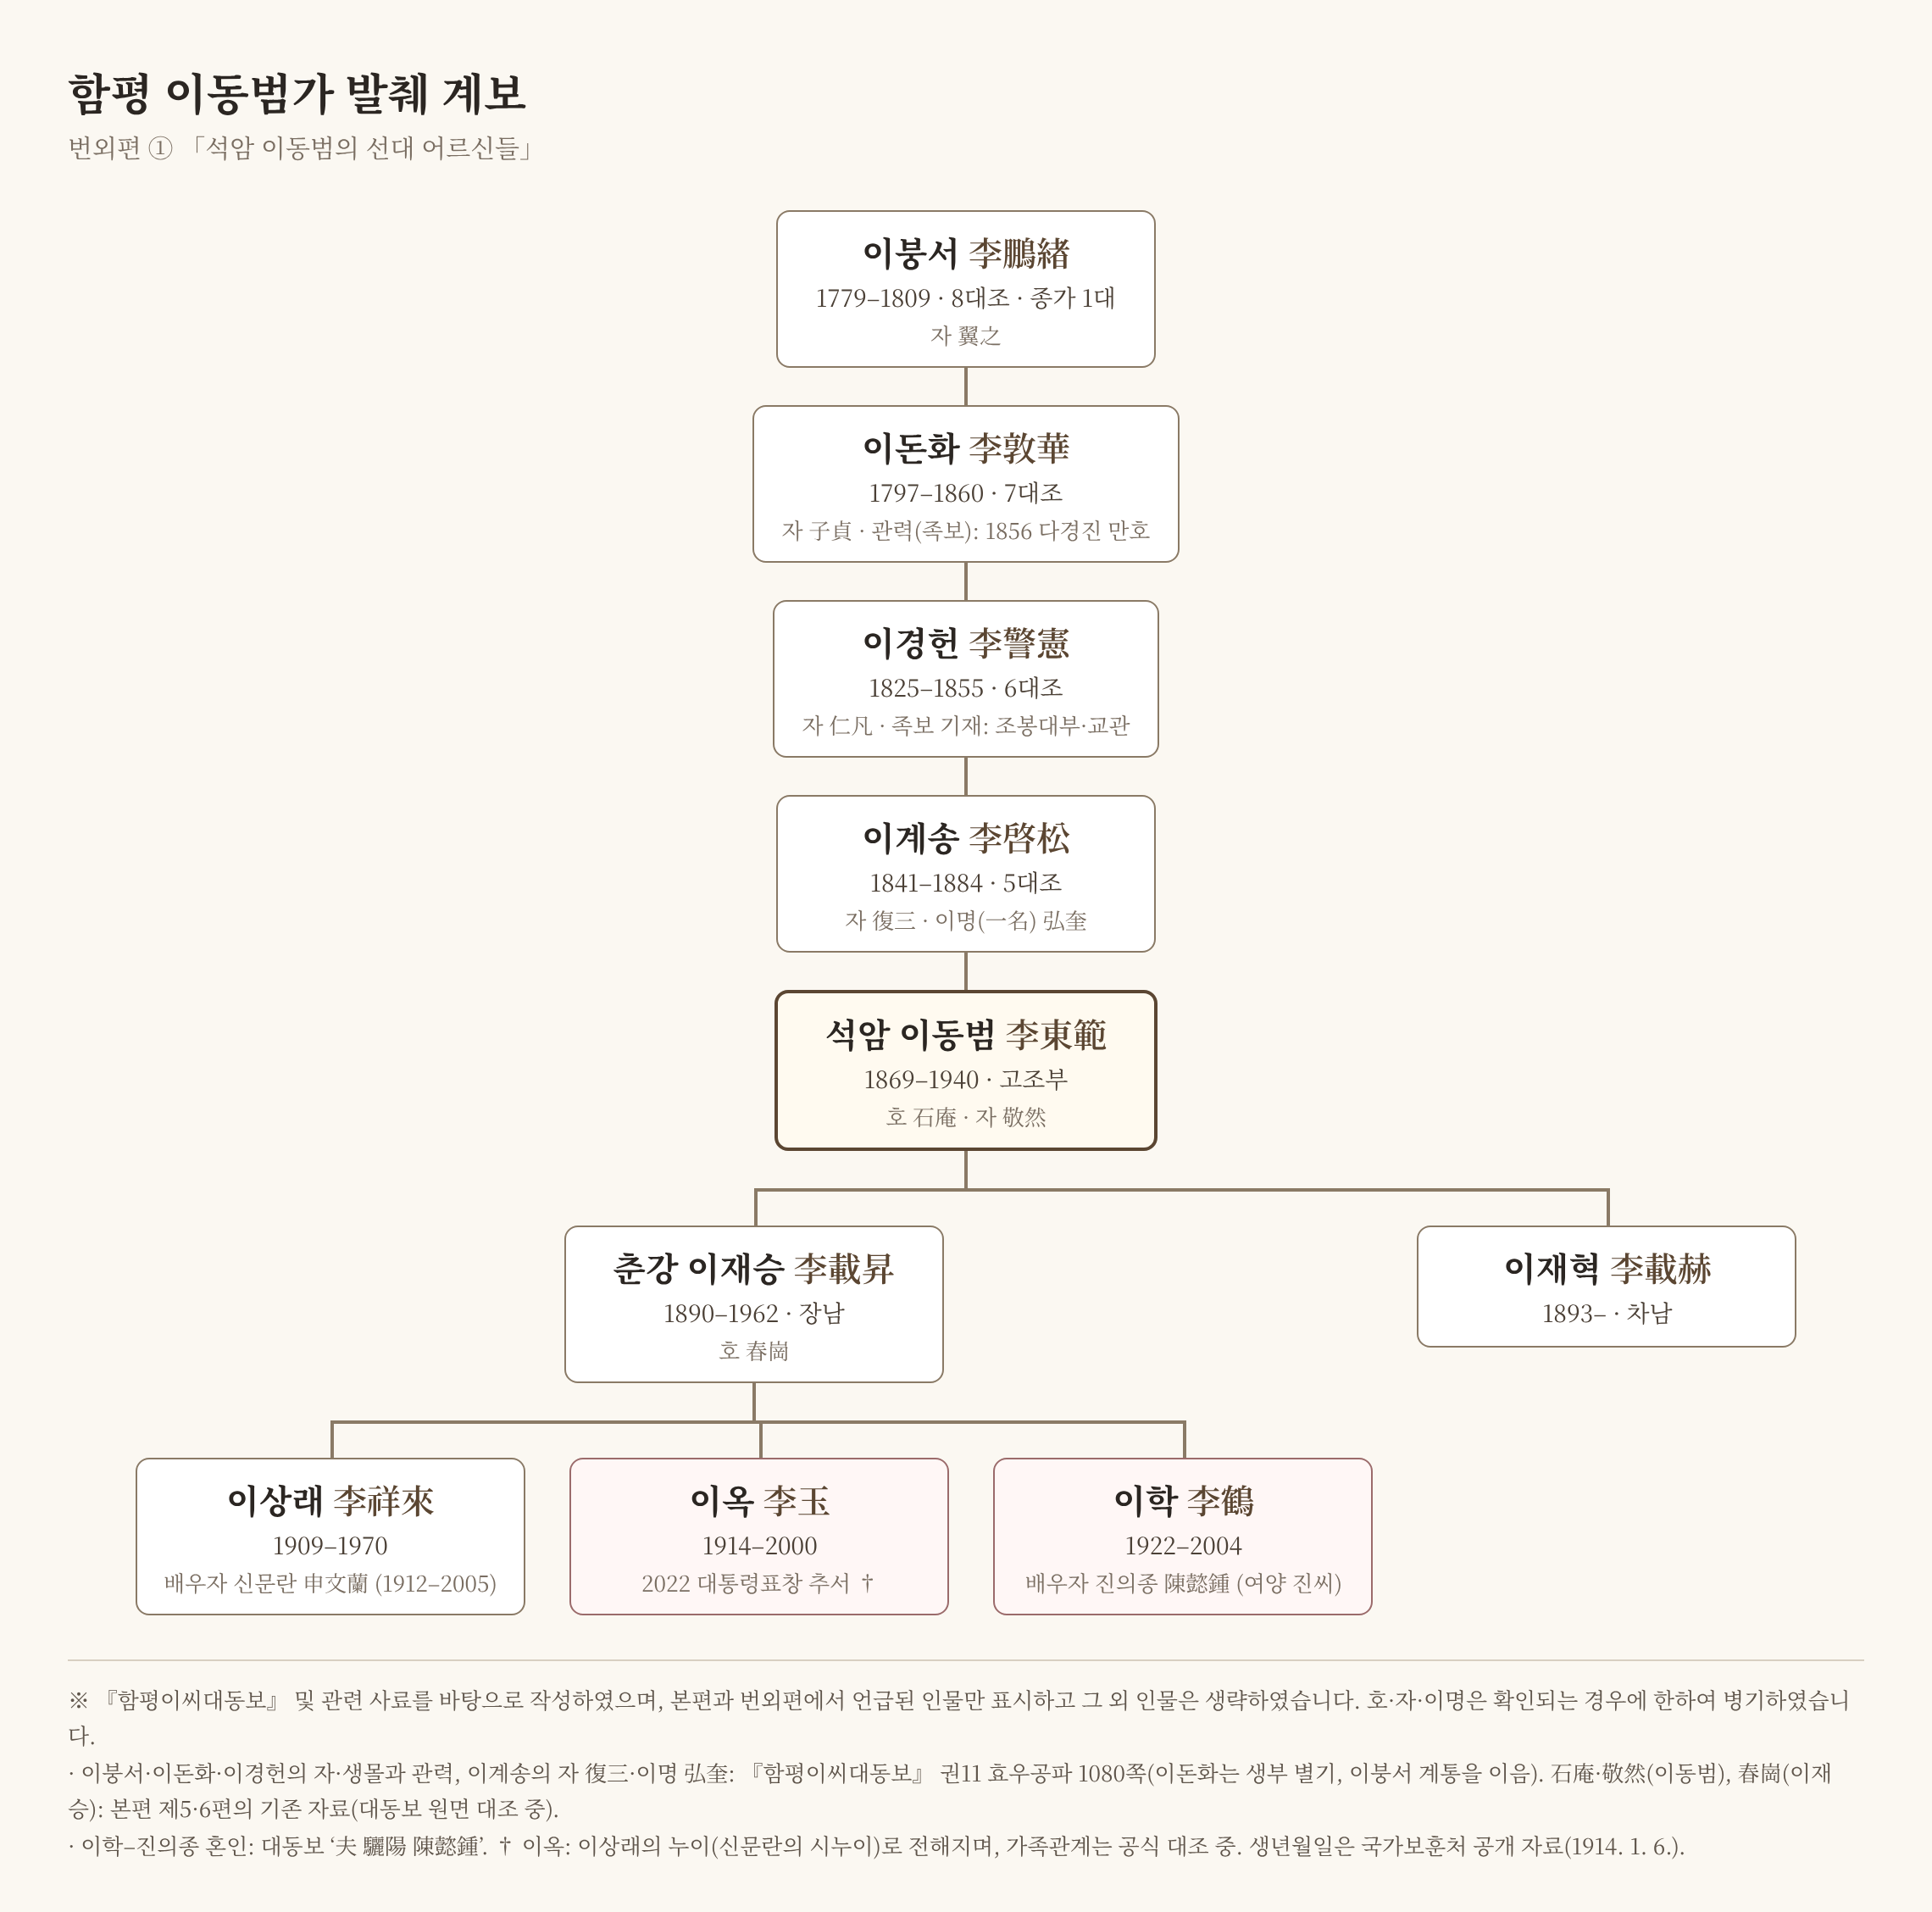 함평 이동범가 발췌 계보
번외편 ① 「석암 이동범의 선대 어르신들」
이붕서 李鵬緖
1779–1809 · 8대조 · 종가 1대
자 翼之
이돈화 李敦華
1797–1860 · 7대조
자 子貞 · 관력(족보): 1856 다경진 만호
이경헌 李警憲
1825–1855 · 6대조
자 仁凡 · 족보 기재: 조봉대부·교관
이계송 李啓松
1841–1884 · 5대조
자 復三 · 이명(一名) 弘奎
석암 이동범 李東範
1869–1940 · 고조부
호 石庵 · 자 敬然
춘강 이재승 李載昇
1890–1962 · 장남
호 春崗
이재혁 李載赫
1893– · 차남
이상래 李祥來
1909–1970
배우자 신문란 申文蘭 (1912–2005)
이옥 李玉
1914–2000
2022 대통령표창 추서 †
이학 李鶴
1922–2004
배우자 진의종 陳懿鍾 (여양 진씨)
※ 『함평이씨대동보』 및 관련 사료를 바탕으로 작성하였으며, 본편과 번외편에서 언급된 인물만 표시하고 그 외 인물은 생략하였습니다. 호·자·이명은 확인되는 경우에 한하여 병기하였습니
다.
· 이붕서·이돈화·이경헌의 자·생몰과 관력, 이계송의 자 復三·이명 弘奎: 『함평이씨대동보』 권11 효우공파 1080쪽(이돈화는 생부 별기, 이붕서 계통을 이음). 石庵·敬然(이동범), 春崗(이재
승): 본편 제5·6편의 기존 자료(대동보 원면 대조 중).
· 이학–진의종 혼인: 대동보 ‘夫 驪陽 陳懿鍾’. † 이옥: 이상래의 누이(신문란의 시누이)로 전해지며, 가족관계는 공식 대조 중. 생년월일은 국가보훈처 공개 자료(1914. 1. 6.).